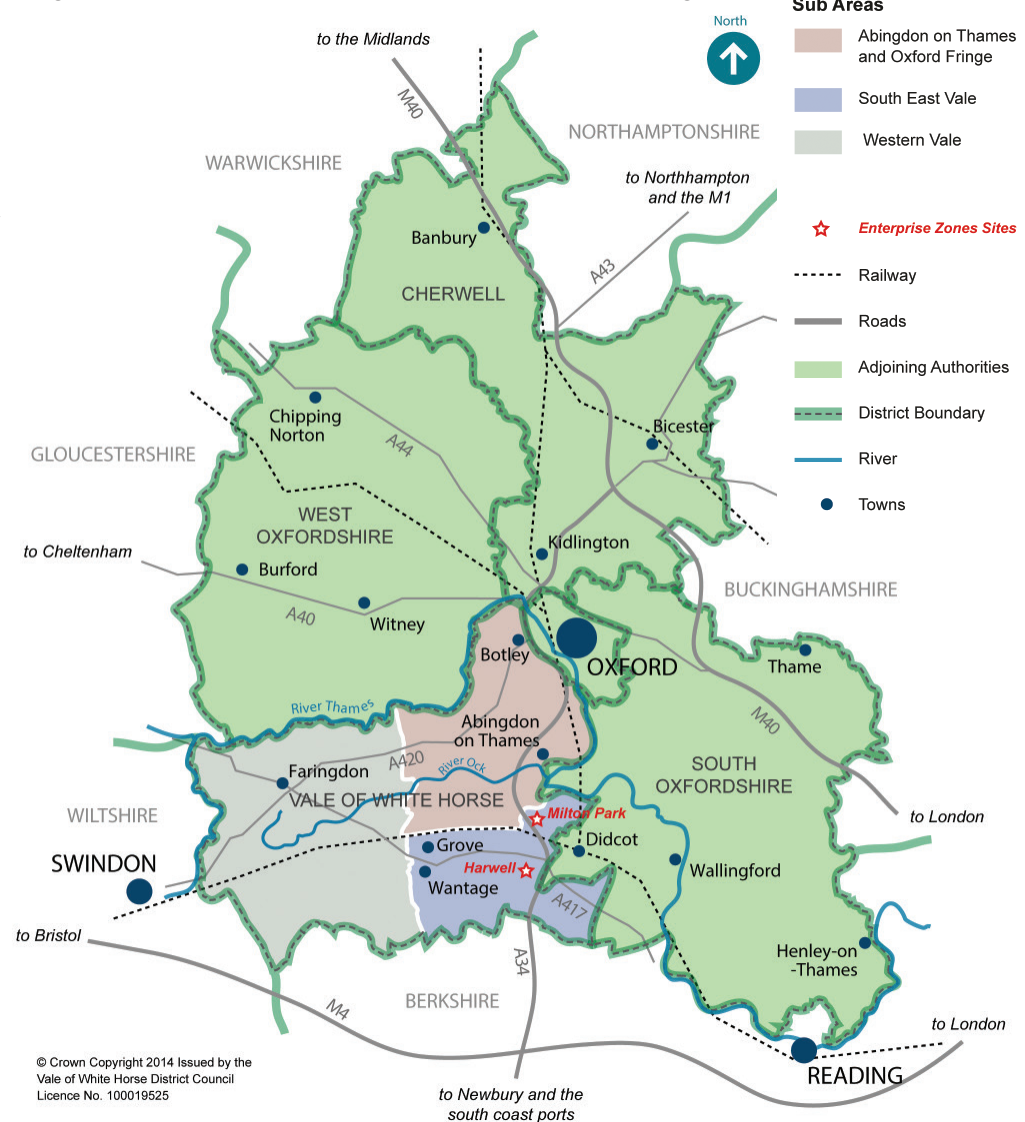 Sub Areas
North
to the Midlands
Abingdon on Thames
and Oxford Fringe
M40
South East Vale
NORTHAMPTONSHIRE
Western Vale
WARWICKSHIRE
to Northhampton
and the M1
Enterprise Zones Sites
Banbury
Railway
A43
CHERWELL
Roads
Adjoining Authorities
Chipping
Norton
District Boundary
Bicester
A44
GLOUCESTERSHIRE
River
WEST
OXFORDSHIRE
Towns
Kidlington
to Cheltenham
Burford
BUCKINGHAMSHIRE
A40
Witney
Botley
OXFORD
Thame
River Thames
Abingdon
on Thames
M40
A420
River Ock
SOUTH
OXFORDSHIRE
Faringdon
VALE OF WHITE HORSE
WILTSHIRE
Milton Park
to London
Didcot
Grove
SWINDON
Harwell
Wallingford
Wantage
A417
to Bristol
Henley-on
-Thames
A34
BERKSHIRE
M4
to London
© Crown Copyright 2014 Issued by the
Vale of White Horse District Council
Licence No. 100019525
READING
to Newbury and the
south coast ports